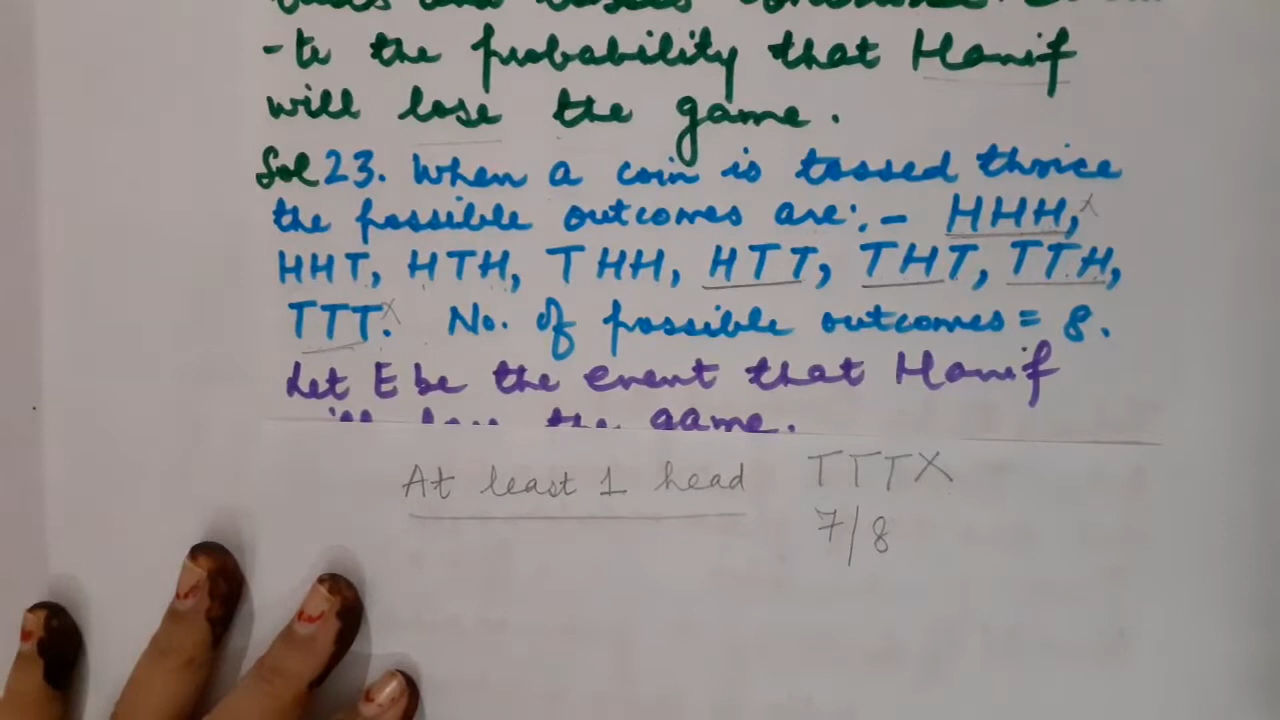 -te the probability that Hanif
will lose the game.
Sol 23. When a coin is tossed thrice
the possible outcomes are:- HHH,x
HHT, HTH, THH, HTT, THT, TTH,
TTT.x No. of possible outcomes = 8.
Let E be the event that Hanif
the game.
At least 1 head TTTX
7/8